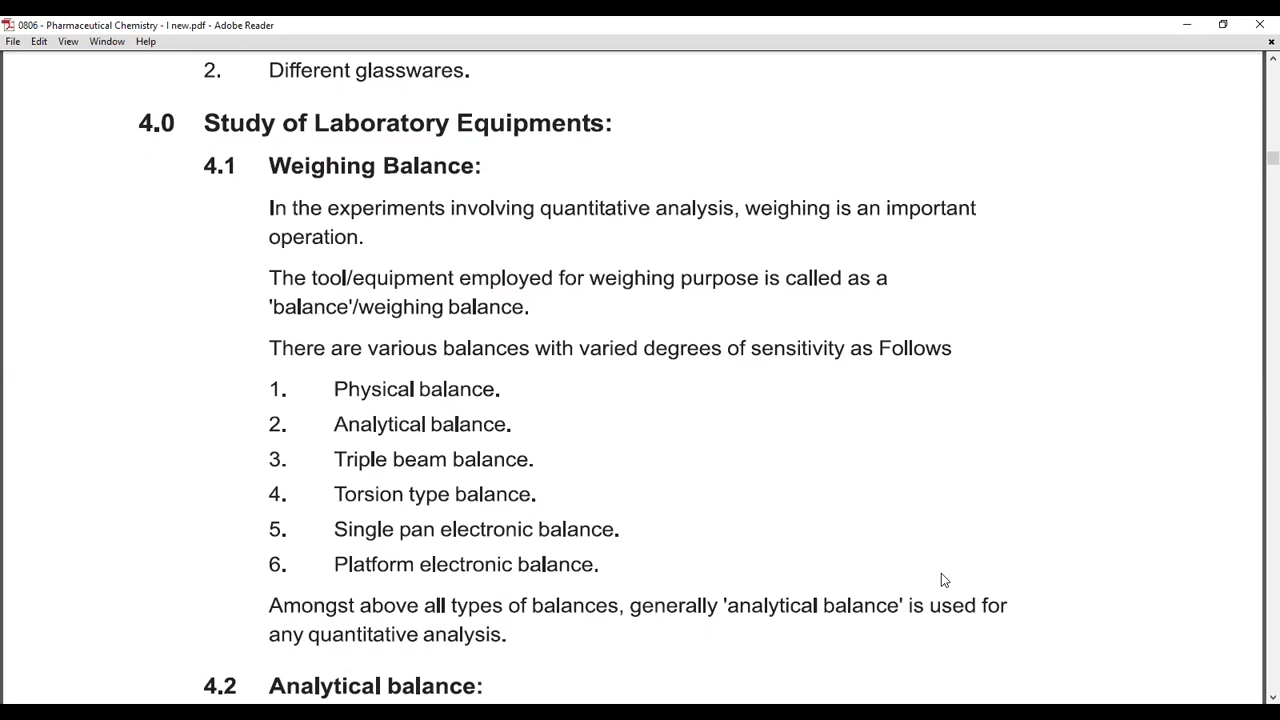 0806 - Pharmaceutical Chemistry - I new.pdf - Adobe Reader
File Edit View Window Help
2. Different glasswares.
4.0 Study of Laboratory Equipments:
4.1 Weighing Balance:
In the experiments involving quantitative analysis, weighing is an important
operation.
The tool/equipment employed for weighing purpose is called as a
'balance'/weighing balance.
There are various balances with varied degrees of sensitivity as Follows
1. Physical balance.
2. Analytical balance.
3. Triple beam balance.
4. Torsion type balance.
5. Single pan electronic balance.
6. Platform electronic balance.
Amongst above all types of balances, generally 'analytical balance' is used for
any quantitative analysis.
4.2 Analytical balance: